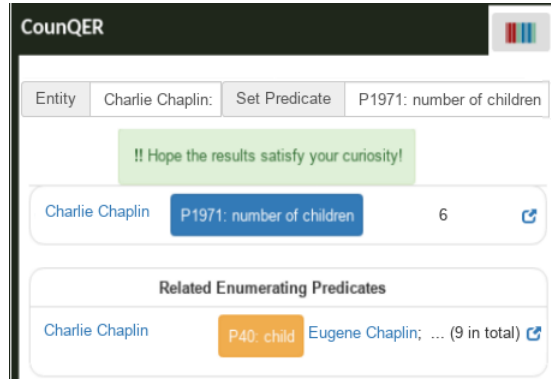 CounQER
Entity Charlie Chaplin: Set Predicate P1971: number of children
!! Hope the results satisfy your curiosity!
Charlie Chaplin P1971: number of children 6
Related Enumerating Predicates
Charlie Chaplin P40: child Eugene Chaplin; ... (9 in total)